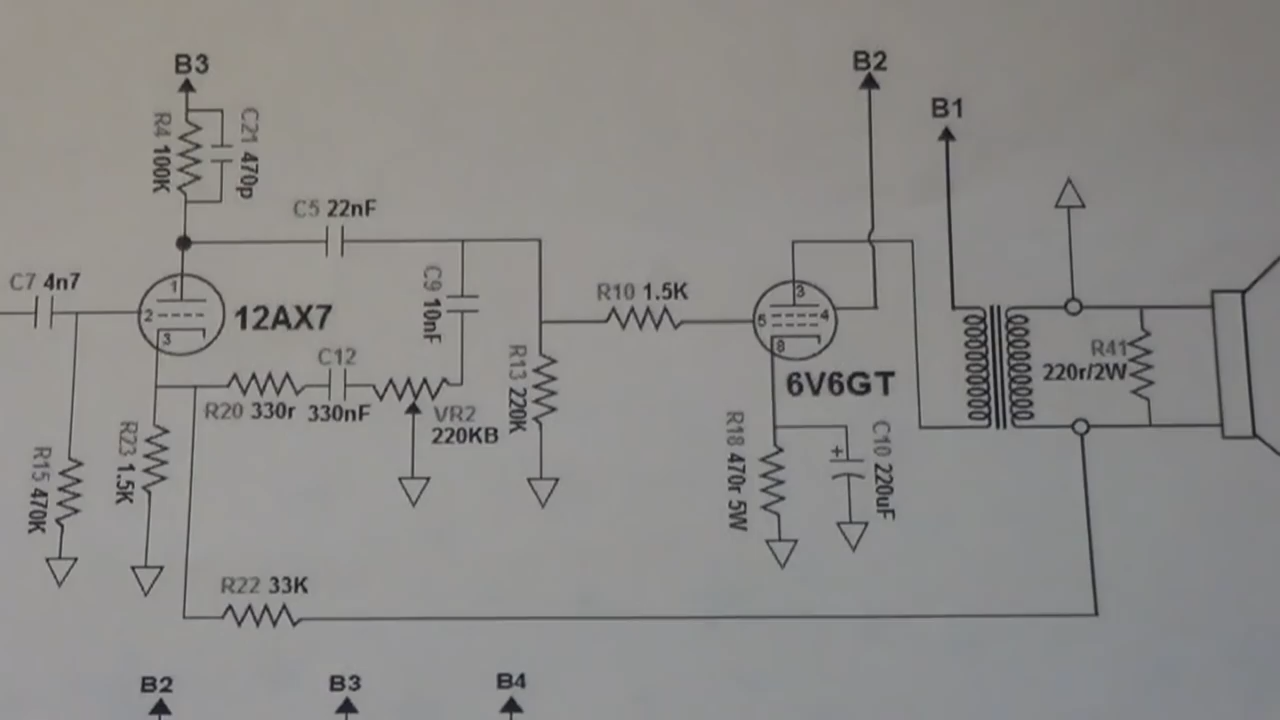 B3
R4 100K
C21 470p
C5 22nF
C7 4n7
1
2
3
12AX7
C9 10nF
R20 330r
C12
330nF
VR2
220KB
R13 220K
R15 470K
R23 1.5K
R22 33K
R10 1.5K
B2
B1
3
5
4
8
6V6GT
R18 470r 5W
+
C10 220uF
R41
220r/2W
B2
B3
B4